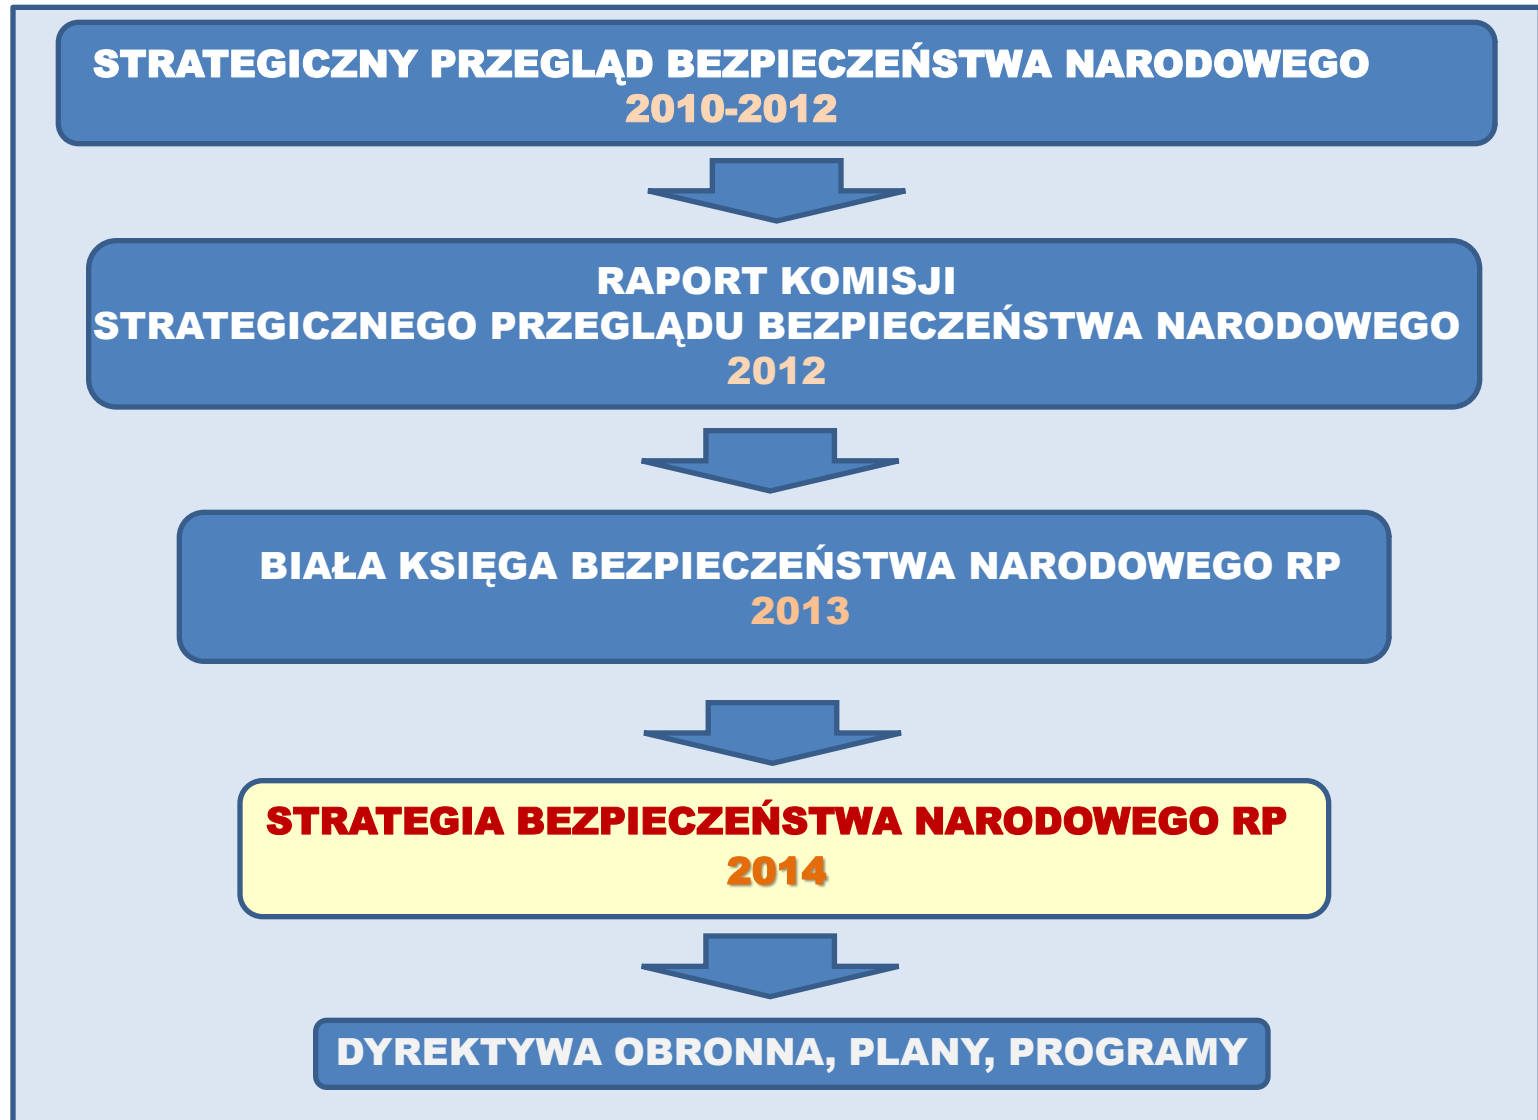 STRATEGICZNY PRZEGLĄD BEZPIECZEŃSTWA NARODOWEGO
2010-2012
RAPORT KOMISJI
STRATEGICZNEGO PRZEGLĄDU BEZPIECZEŃSTWA NARODOWEGO
2012
BIAŁA KSIĘGA BEZPIECZEŃSTWA NARODOWEGO RP
2013
STRATEGIA BEZPIECZEŃSTWA NARODOWEGO RP
2014
DYREKTYWA OBRONNA, PLANY, PROGRAMY